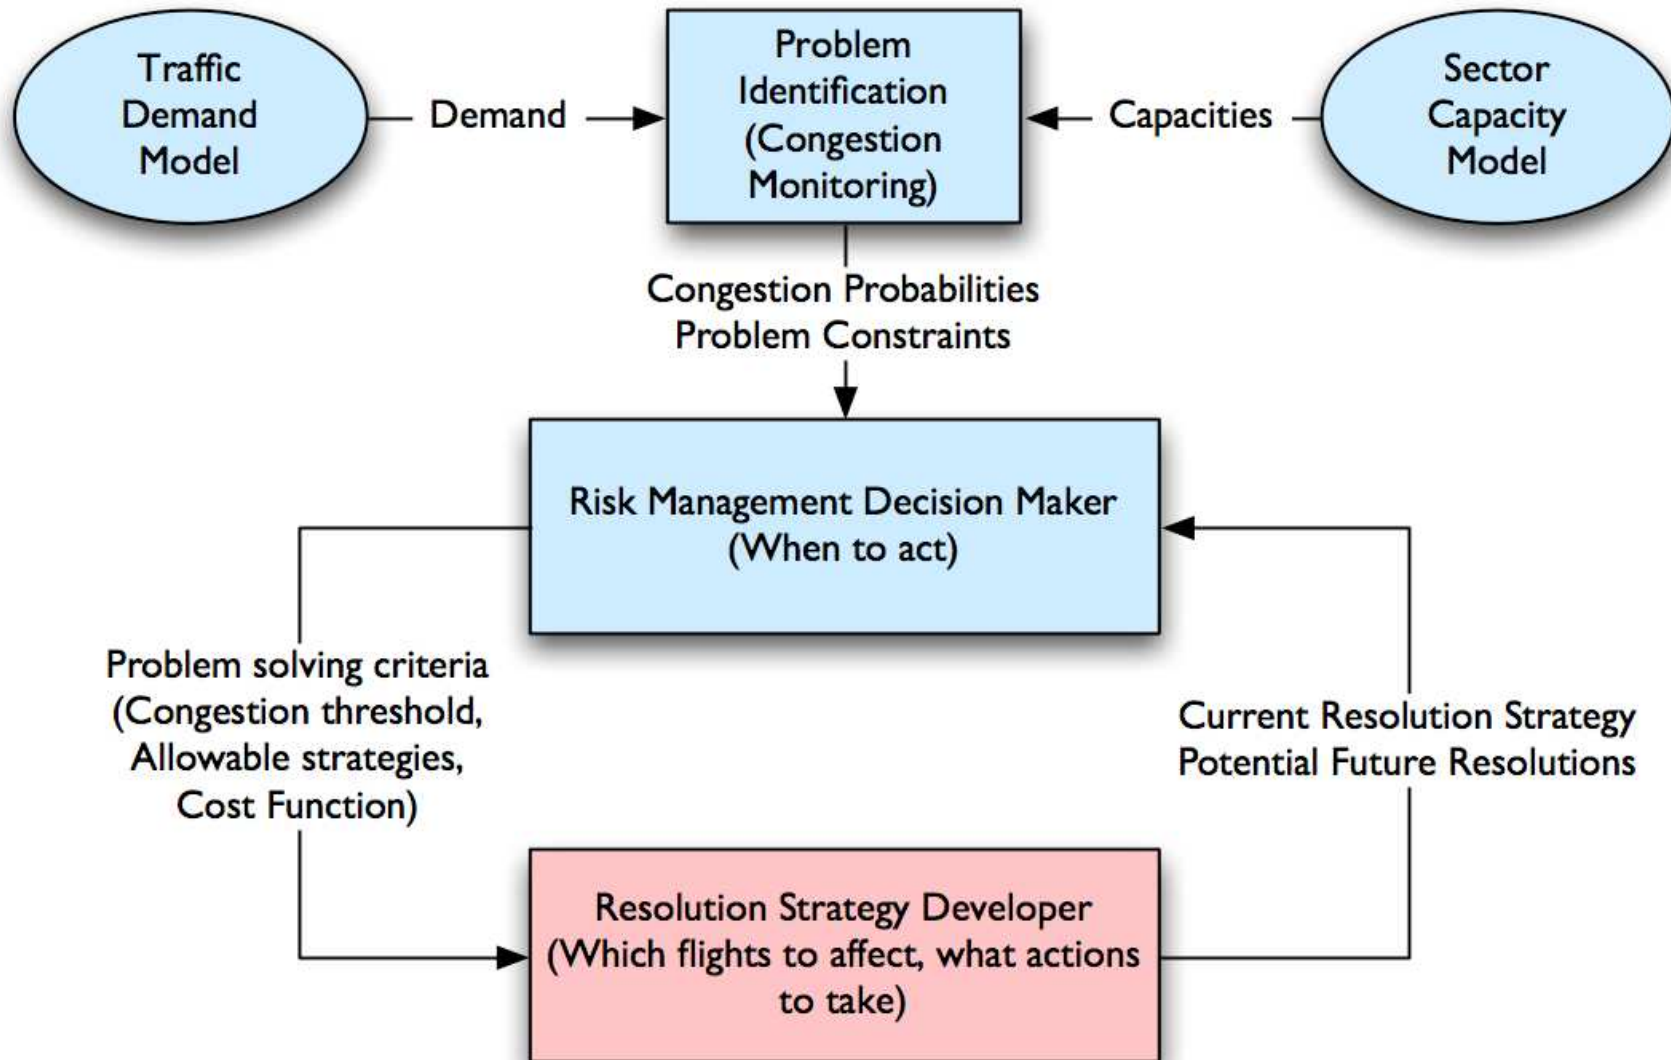 Traffic
Demand
Model
Demand
Problem
Identification
(Congestion
Monitoring)
Capacities
Sector
Capacity
Model
Congestion Probabilities
Problem Constraints
Risk Management Decision Maker
(When to act)
Problem solving criteria
(Congestion threshold,
Allowable strategies,
Cost Function)
Current Resolution Strategy
Potential Future Resolutions
Resolution Strategy Developer
(Which flights to affect, what actions
to take)